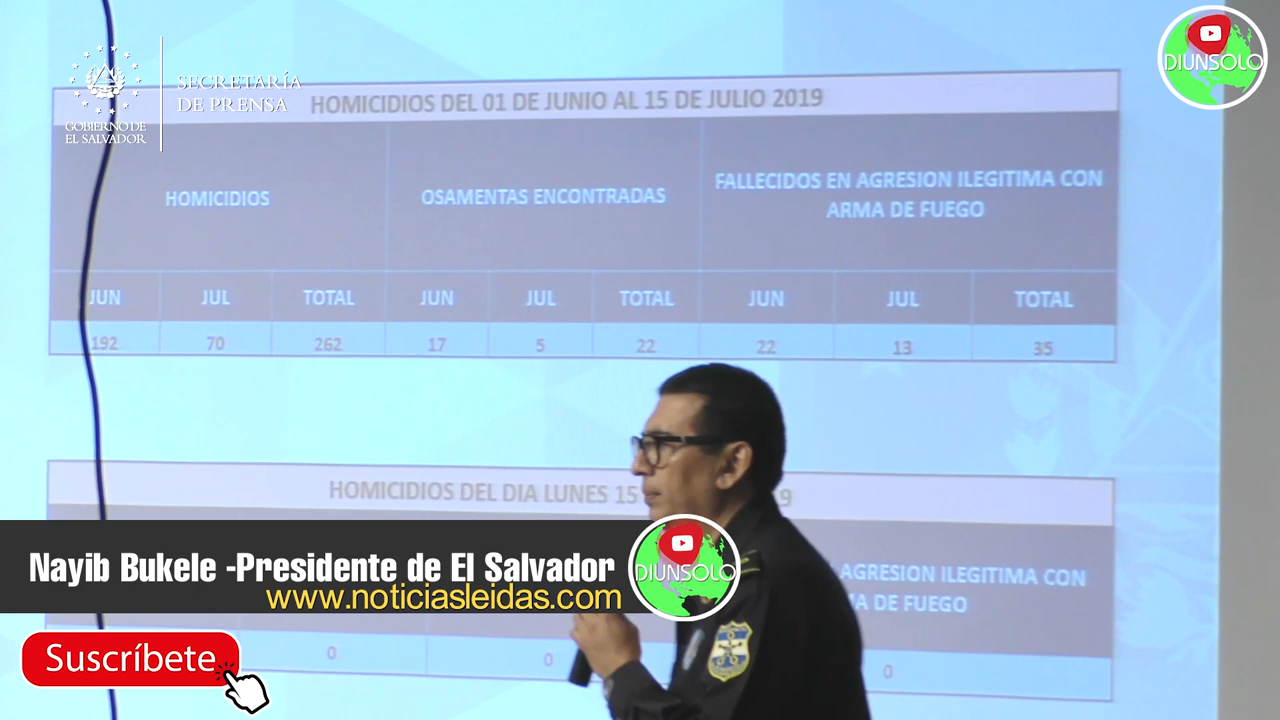 SECRETARÍA
DE PRENSA
GOBIERNO DE
EL SALVADOR
DIUNSOLO
HOMICIDIOS DEL 01 DE JUNIO AL 15 DE JULIO 2019
HOMICIDIOS
OSAMENTAS ENCONTRADAS
FALLECIDOS EN AGRESION ILEGITIMA CON
ARMA DE FUEGO
JUN JUL TOTAL JUN JUL TOTAL JUN JUL TOTAL
192 70 262 17 5 22 22 13 35
HOMICIDIOS DEL DIA LUNES 15 9
AGRESION ILEGITIMA CON
DE FUEGO
0 0 0
Nayib Bukele -Presidente de El Salvador
www.noticiasleidas.com
DIUNSOLO
Suscríbete